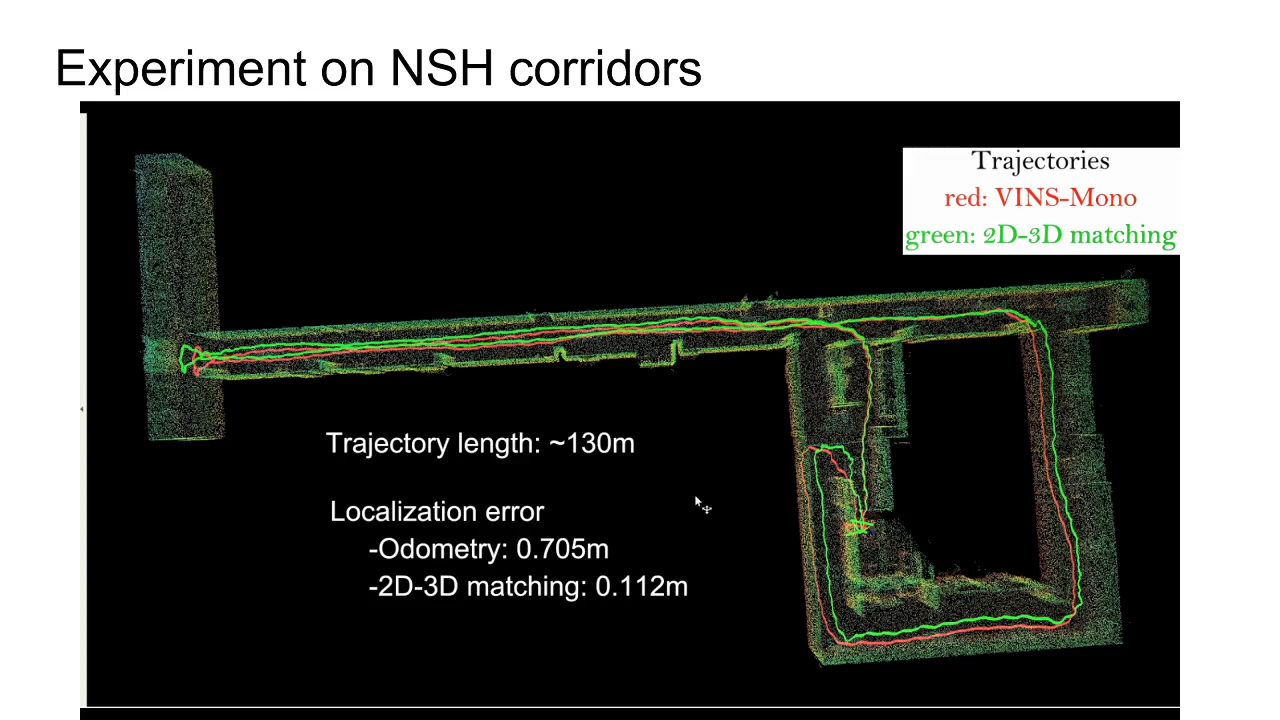 Experiment on NSH corridors
Trajectories
red: VINS-Mono
green: 2D-3D matching
Trajectory length: ~130m
Localization error
-Odometry: 0.705m
-2D-3D matching: 0.112m